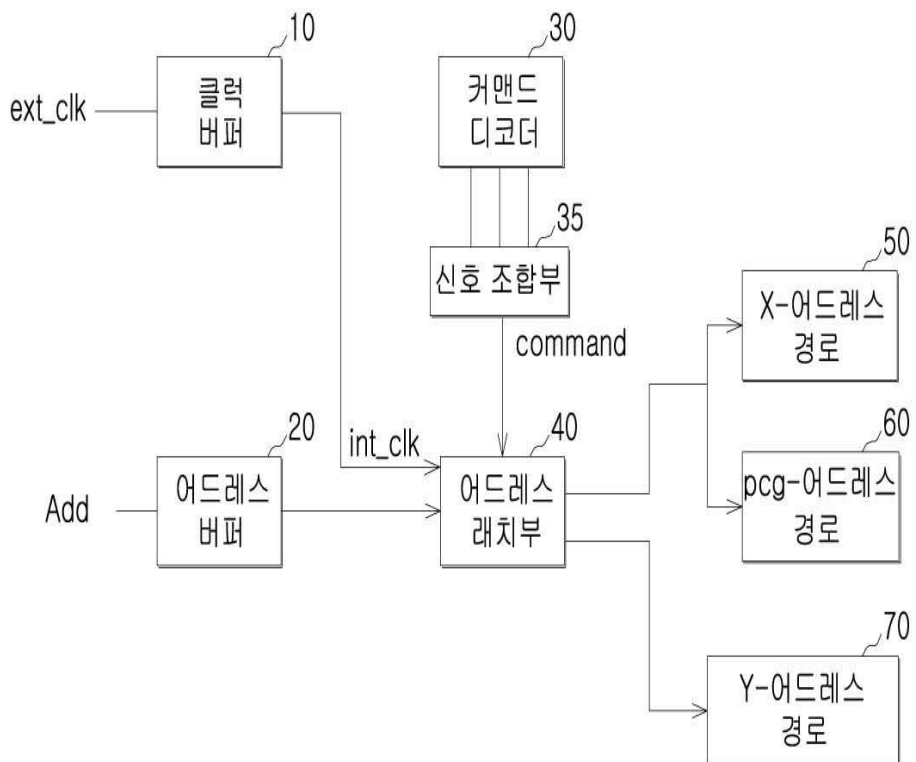 10
클럭
버퍼
ext_clk
30
커맨드
디코더
35
신호 조합부
command
50
X-어드레스
경로
20
어드레스
버퍼
Add
int_clk
40
어드레스
래치부
60
pcg-어드레스
경로
70
Y-어드레스
경로